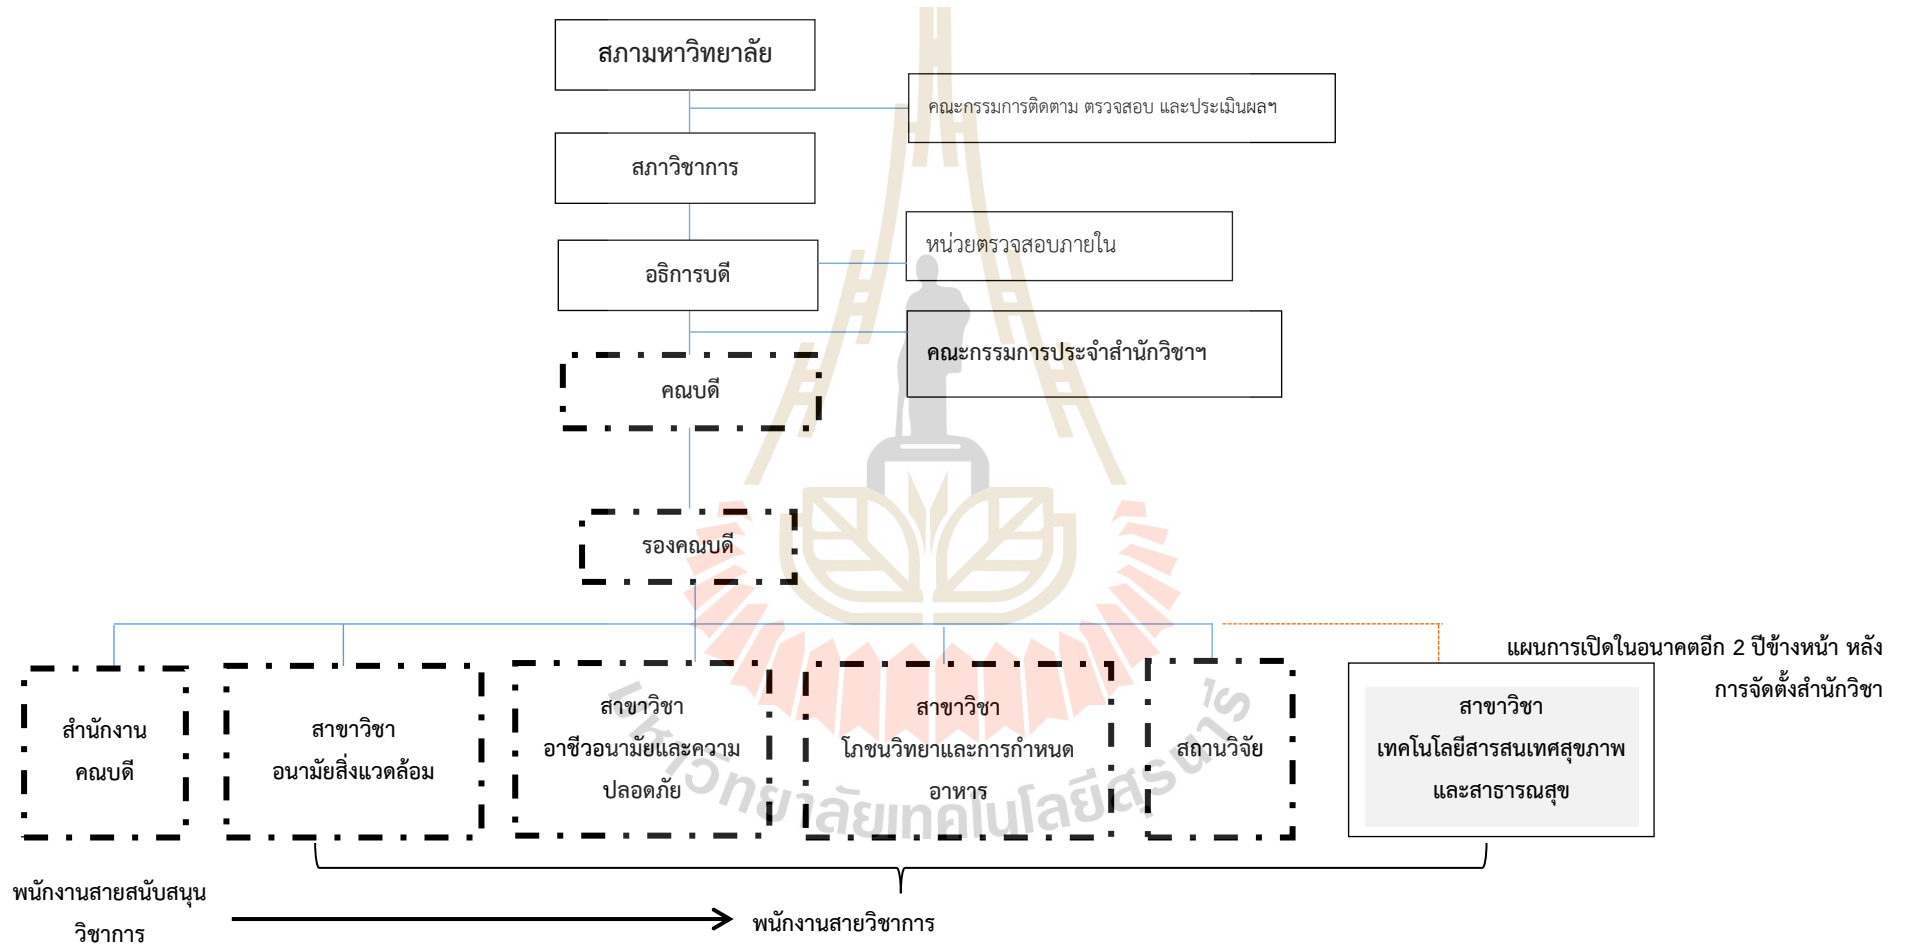 สภามหาวิทยาลัย
คณะกรรมการติดตาม ตรวจสอบ และประเมินผลฯ
สภาวิชาการ
หน่วยตรวจสอบภายใน
อธิการบดี
คณะกรรมการประจำสำนักวิชาฯ
คณบดี
รองคณบดี
แผนการเปิดในอนาคตอีก 2 ปีข้างหน้า หลัง
การจัดตั้งสำนักวิชา
สำนักงาน
คณบดี
สาขาวิชา
อนามัยสิ่งแวดล้อม
สาขาวิชา
อาชีวอนามัยและความ
ปลอดภัย
สาขาวิชา
โภชนวิทยาและการกำหนด
อาหาร
สถานวิจัย
สาขาวิชา
เทคโนโลยีสารสนเทศสุขภาพ
และสาธารณสุข
มหาวิทยาลัยเทคโนโลยีสุรนารี
พนักงานสายสนับสนุน
วิชาการ
พนักงานสายวิชาการ